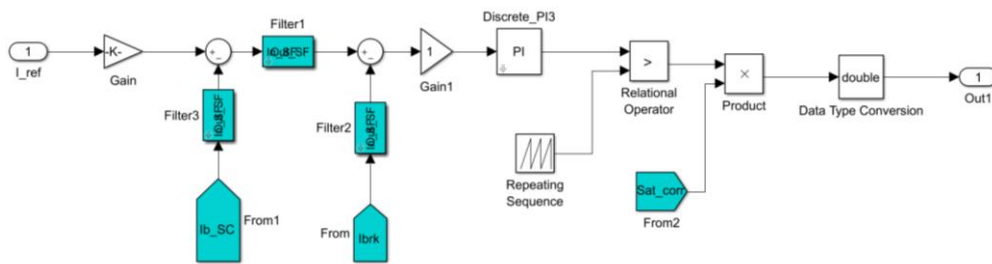 Discrete_PI3
Filter1
1
I_ref
-K-
Gain
+
-
+
-
1
Gain1
PI
>
Relational
Operator
×
Product
double
Data Type Conversion
1
Out1
Filter3
Filter2
Repeating
Sequence
Sat_corr
From2
Ib_SC
From1
From
Ibrk